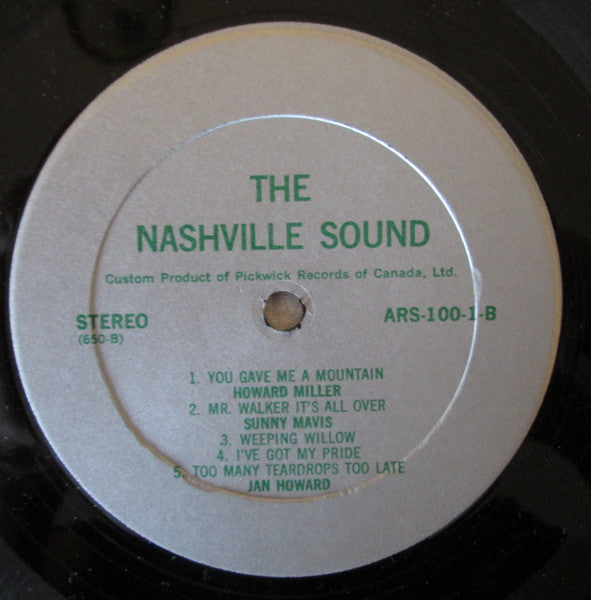 THE
NASHVILLE SOUND
Custom Product of Pickwick Records of Canada, Ltd.
STEREO
(650-B)
ARS-100-1-B
1. YOU GAVE ME A MOUNTAIN
HOWARD MILLER
2. MR. WALKER IT'S ALL OVER
SUNNY MAVIS
3. WEEPING WILLOW
4. I'VE GOT MY PRIDE
5. TOO MANY TEARDROPS TOO LATE
JAN HOWARD